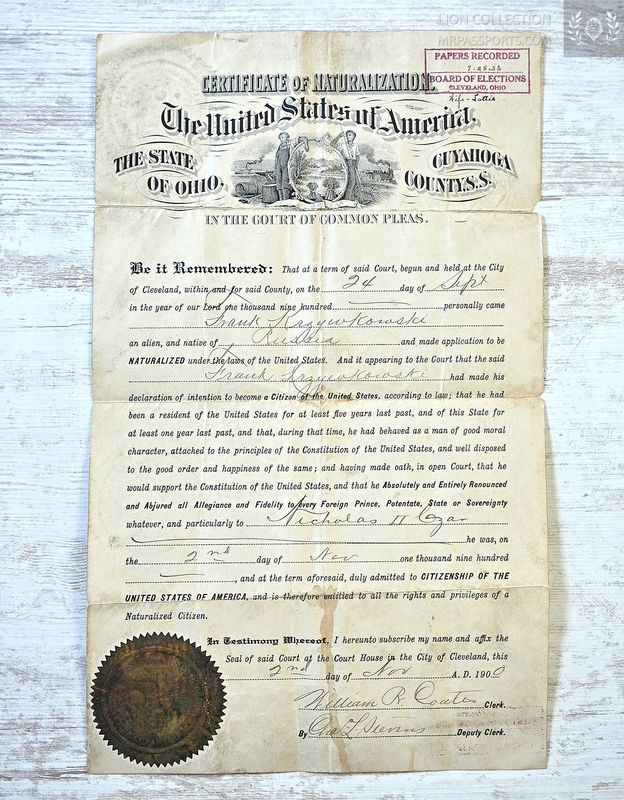 LION COLLECTION
MRPASSPORTS.COM
PAPERS RECORDED
7-25-35
BOARD OF ELECTIONS
CLEVELAND, OHIO
Wife - Lottie
CERTIFICATE OF NATURALIZATION.
The United States of America.
THE STATE OF OHIO.
CUYAHOGA COUNTY, S.S.
IN THE COURT OF COMMON PLEAS.
Be it Remembered: That at a term of said Court, begun and held at the City
of Cleveland, within and for said County, on the 24 day of Sept
in the year of our Lord one thousand nine hundred personally came
Frank Krzywkowski
an alien, and native of Russia and made application to be
NATURALIZED under the laws of the United States. And it appearing to the Court that the said
Frank Krzywkowski had made his
declaration of intention to become a Citizen of the United States, according to law; that he had
been a resident of the United States for at least five years last past, and of this State for
at least one year last past, and that, during that time, he had behaved as a man of good moral
character, attached to the principles of the Constitution of the United States, and well disposed
to the good order and happiness of the same; and having made oath, in open Court, that he
would support the Constitution of the United States, and that he Absolutely and Entirely Renounced
and Abjured all Allegiance and Fidelity to every Foreign Prince, Potentate, State or Sovereignty
whatever, and particularly to Nicholas II Czar
he was, on
the 2nd day of Nov one thousand nine hundred
, and at the term aforesaid, duly admitted to CITIZENSHIP OF THE
UNITED STATES OF AMERICA, and is therefore entitled to all the rights and privileges of a
Naturalized Citizen.
In Testimony Whereof, I hereunto subscribe my name and affix the
Seal of said Court at the Court House in the City of Cleveland, this
2nd day of Nov A. D. 1900
William R. Coates Clerk.
By Chas L. Stevens Deputy Clerk.